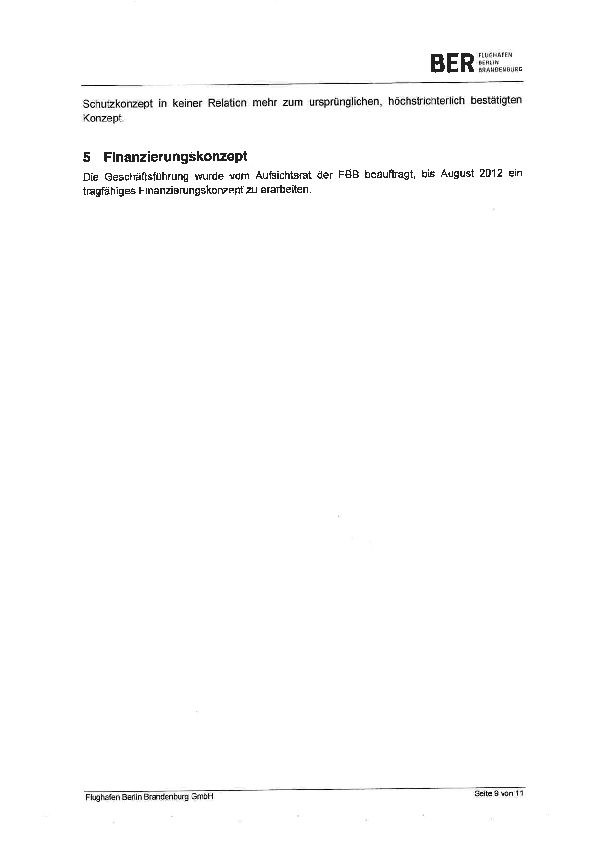 BER FLUGHAFEN
BERLIN
BRANDENBURG
Schutzkonzept in keiner Relation mehr zum ursprünglichen, höchstrichterlich bestätigten
Konzept.
5 Finanzierungskonzept
Die Geschäftsführung wurde vom Aufsichtsrat der FBB beauftragt, bis August 2012 ein
tragfähiges Finanzierungskonzept zu erarbeiten.
Flughafen Berlin Brandenburg GmbH
Seite 9 von 11